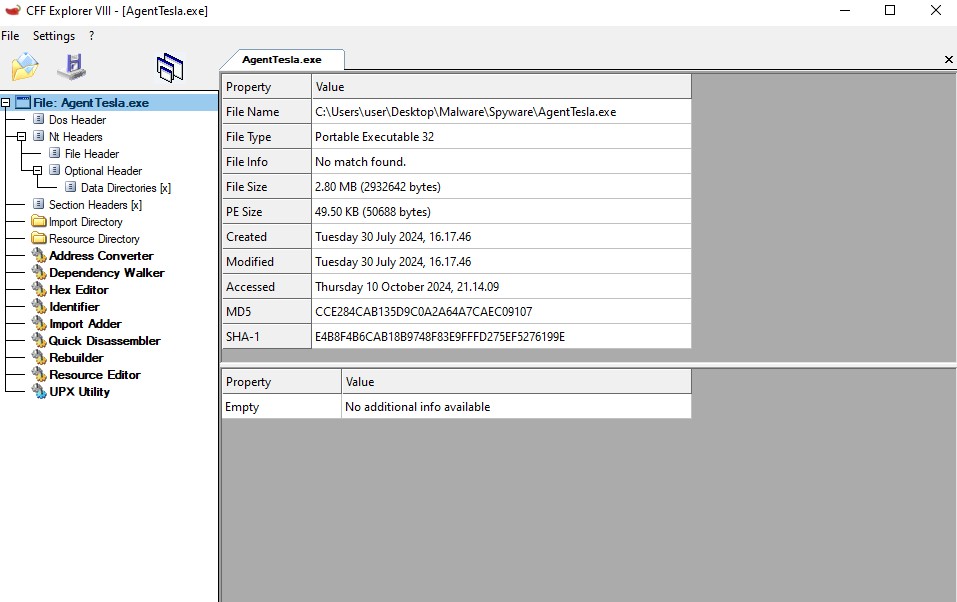 CFF Explorer VIII - [AgentTesla.exe]
File Settings ?
AgentTesla.exe
File: AgentTesla.exe
Dos Header
Nt Headers
File Header
Optional Header
Data Directories [x]
Section Headers [x]
Import Directory
Resource Directory
Address Converter
Dependency Walker
Hex Editor
Identifier
Import Adder
Quick Disassembler
Rebuilder
Resource Editor
UPX Utility
Property Value
File Name C:\Users\user\Desktop\Malware\Spyware\AgentTesla.exe
File Type Portable Executable 32
File Info No match found.
File Size 2.80 MB (2932642 bytes)
PE Size 49.50 KB (50688 bytes)
Created Tuesday 30 July 2024, 16.17.46
Modified Tuesday 30 July 2024, 16.17.46
Accessed Thursday 10 October 2024, 21.14.09
MD5 CCE284CAB135D9C0A2A64A7CAEC09107
SHA-1 E4B8F4B6CAB18B9748F83E9FFFD275EF5276199E
Property Value
Empty No additional info available